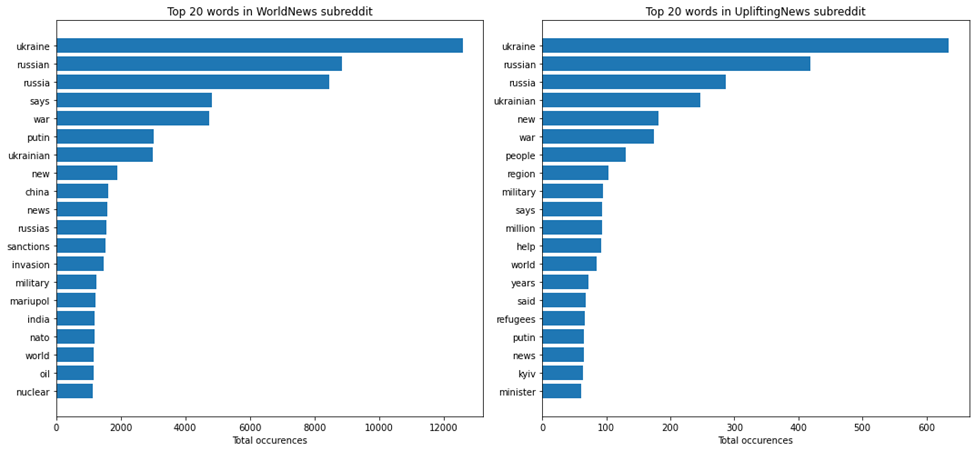 Top 20 words in WorldNews subreddit
ukraine
russian
russia
says
war
putin
ukrainian
new
china
news
russias
sanctions
invasion
military
mariupol
india
nato
world
oil
nuclear
0 2000 4000 6000 8000 10000 12000
Total occurences
Top 20 words in UpliftingNews subreddit
ukraine
russian
russia
ukrainian
new
war
people
region
military
says
million
help
world
years
said
refugees
putin
news
kyiv
minister
0 100 200 300 400 500 600
Total occurences